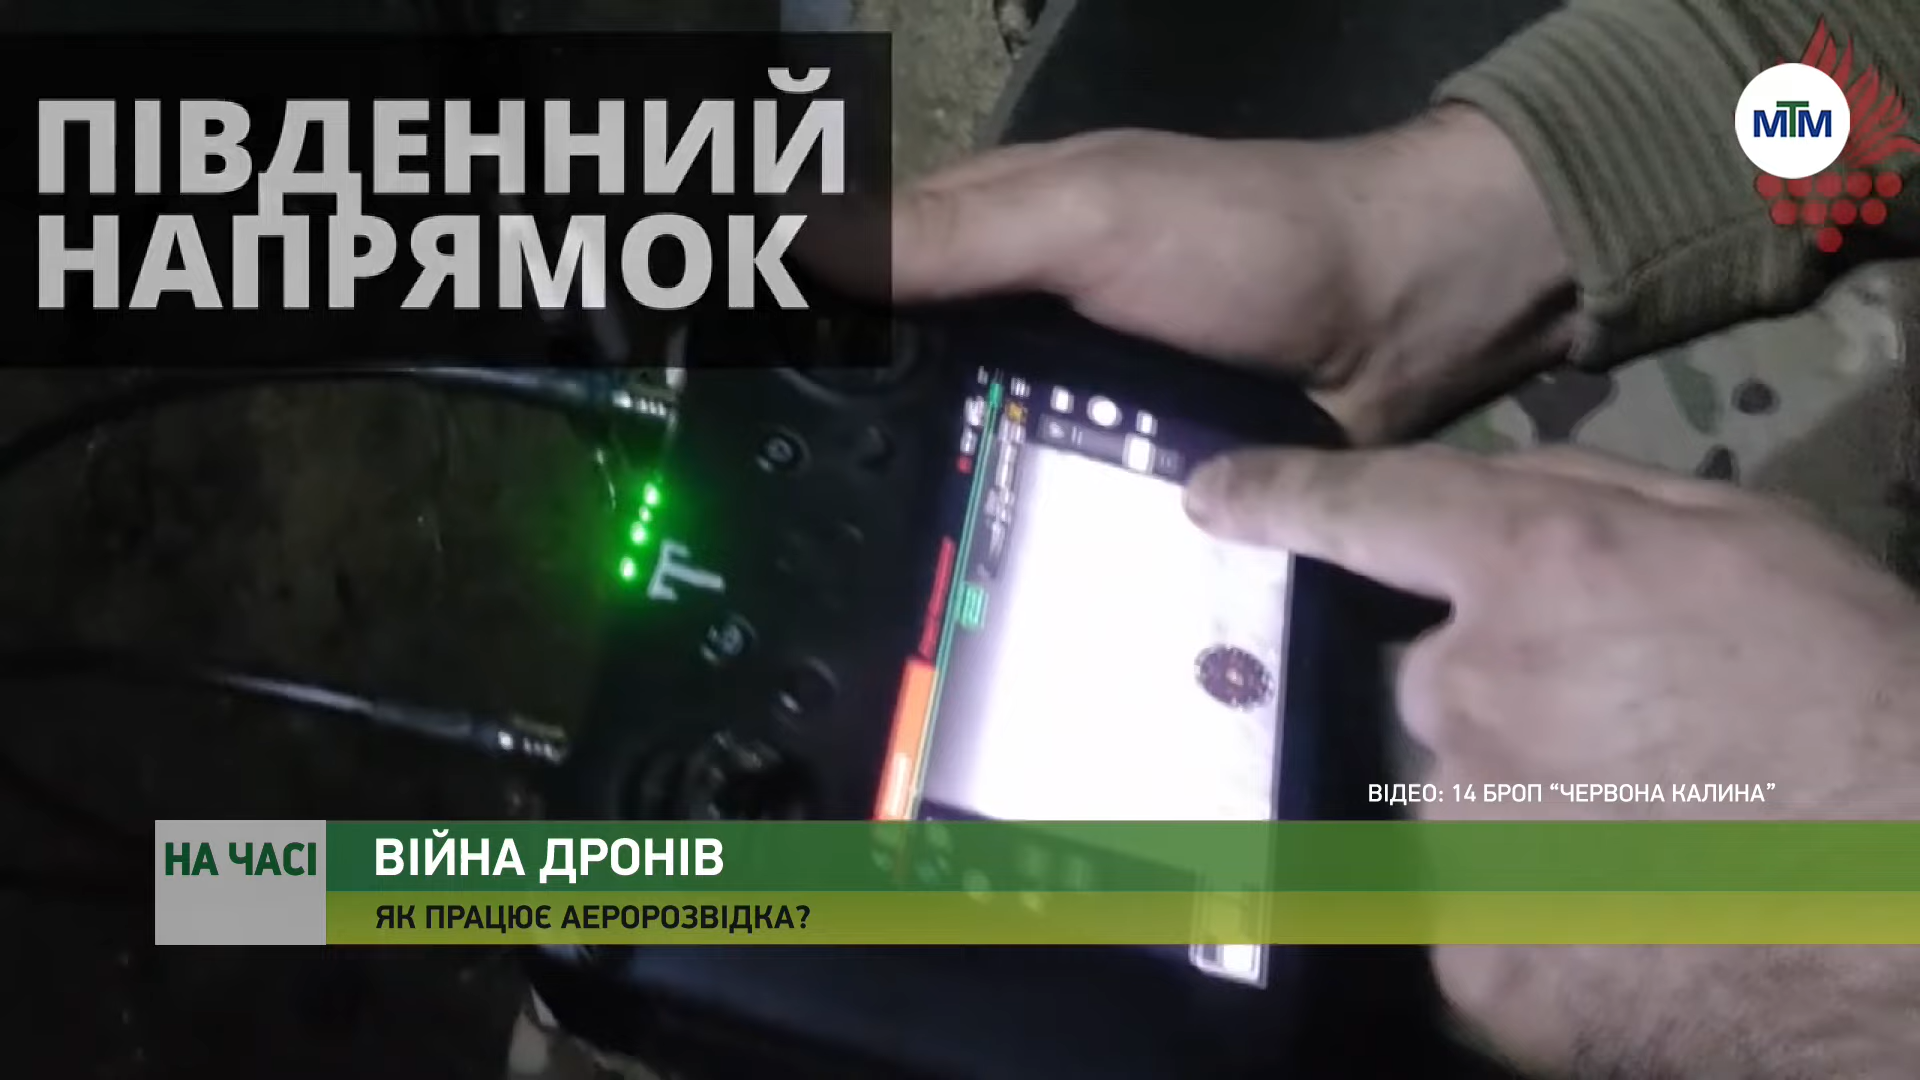 ПІВДЕННИЙ
НАПРЯМОК
МТМ
ВІДЕО: 14 БРОП “ЧЕРВОНА КАЛИНА”
НА ЧАСІ
ВІЙНА ДРОНІВ
ЯК ПРАЦЮЄ АЕРОРОЗВІДКА?